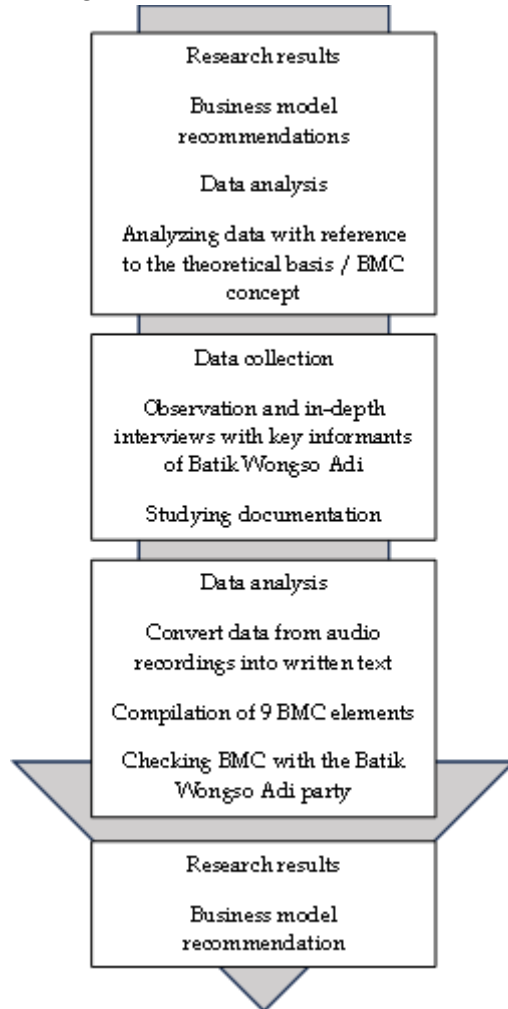 Research results
Business model
recommendations
Data analysis
Analyzing data with reference
to the theoretical basis / BMC
concept
Data collection
Observation and in-depth
interviews with key informants
of Batik Wongso Adi
Studying documentation
Data analysis
Convert data from audio
recordings into written text
Compilation of 9 BMC elements
Checking BMC with the Batik
Wongso Adi party
Research results
Business model
recommendation